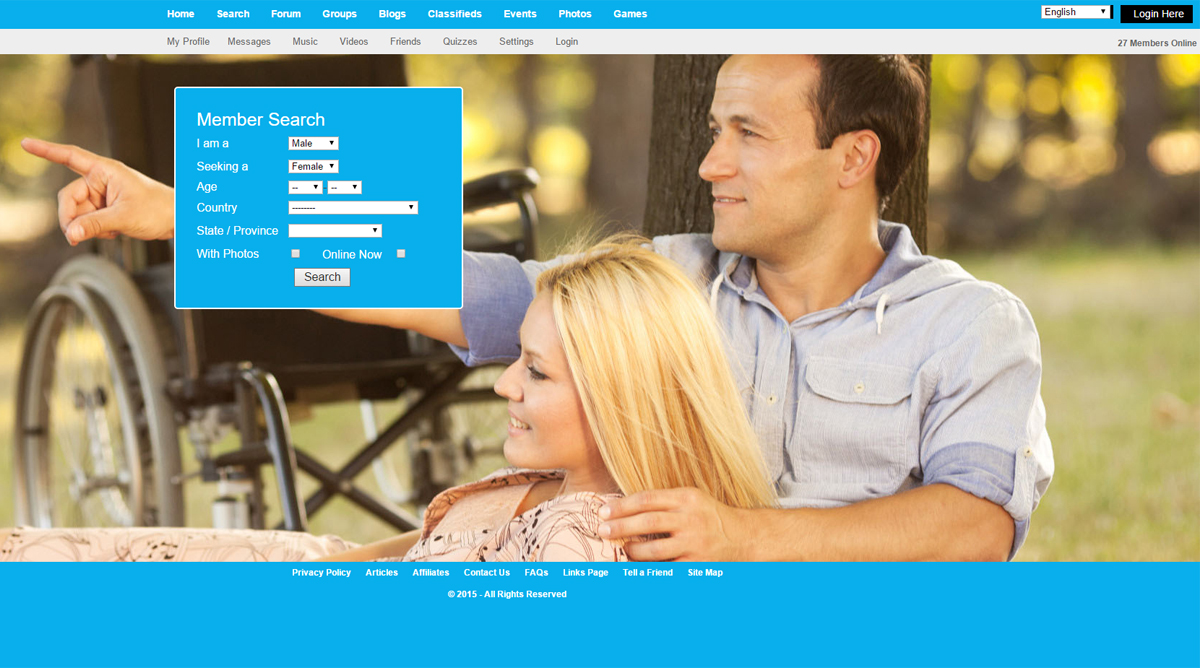 Home Search Forum Groups Blogs Classifieds Events Photos Games
English Login Here
My Profile Messages Music Videos Friends Quizzes Settings Login
27 Members Online
Member Search
I am a Male
Seeking a Female
Age -- - --
Country --------
State / Province
With Photos Online Now
Search
Privacy Policy Articles Affiliates Contact Us FAQs Links Page Tell a Friend Site Map
© 2015 - All Rights Reserved